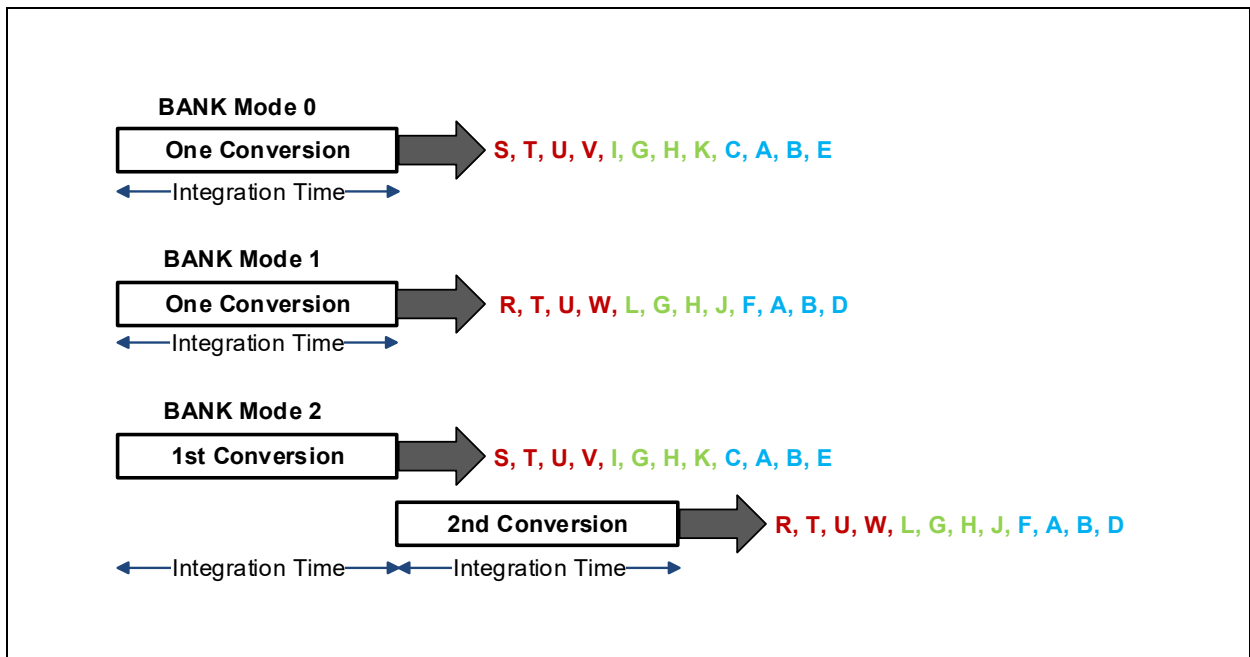 BANK Mode 0
One Conversion
S, T, U, V, I, G, H, K, C, A, B, E
Integration Time
BANK Mode 1
One Conversion
R, T, U, W, L, G, H, J, F, A, B, D
Integration Time
BANK Mode 2
1st Conversion
S, T, U, V, I, G, H, K, C, A, B, E
2nd Conversion
R, T, U, W, L, G, H, J, F, A, B, D
Integration Time
Integration Time